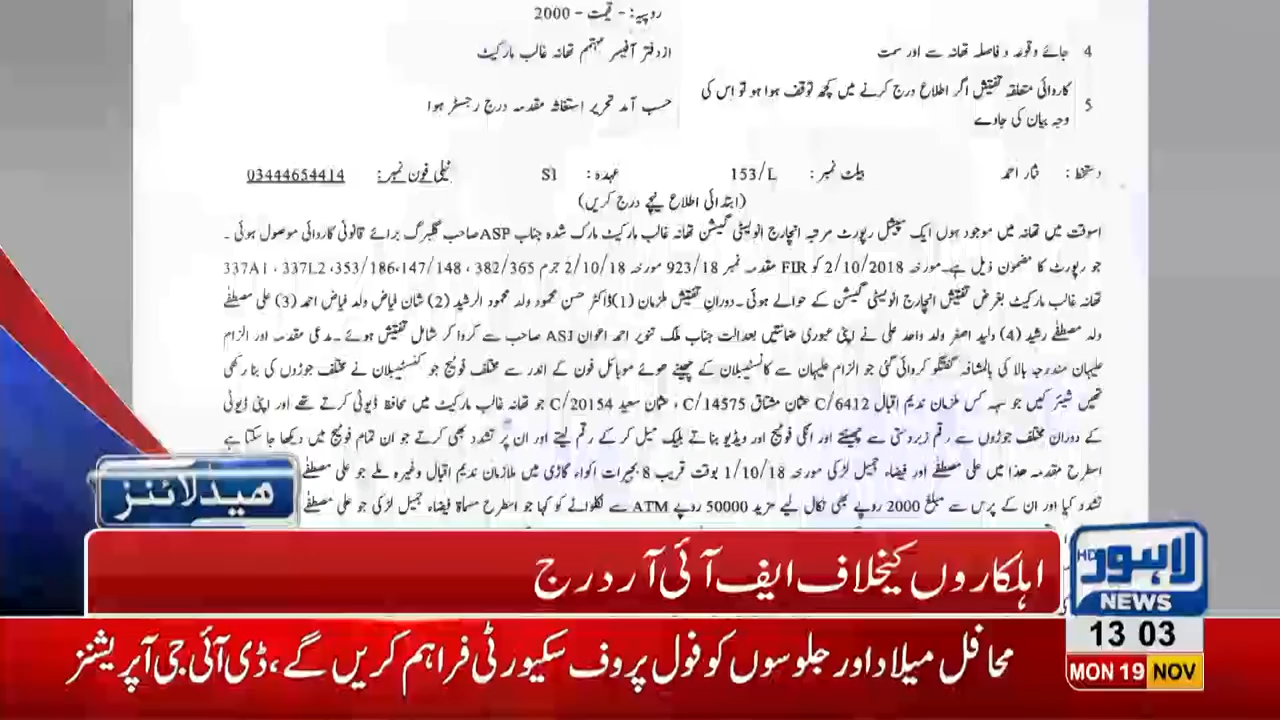 روپیہ: - قیمت - 2000
4 جائے وقوعہ و فاصلہ تھانہ سے اور سمت
ازدفتر آفیسر مہتمم تھانہ غالب مارکیٹ
5 کاروائی متعلقہ تفتیش اگر اطلاع درج کرنے میں کچھ توقف ہوا ہو تو اس کی
وجہ بیان کی جاوے
حسب آمد تحریر استغاثہ مقدمہ درج رجسٹر ہوا
دستخط: نثار احمد بیلٹ نمبر: 153/L عہدہ: SI ٹیلی فون نمبر: 03444654414
(ابتدائی اطلاع نیچے درج کریں)
اسوقت میں تھانہ میں موجود ہوں ایک سپیشل رپورٹ مرتبہ انچارج انویسٹی گیشن تھانہ غالب مارکیٹ مارک شدہ جناب ASP صاحب گلبرگ برائے قانونی کاروائی موصول ہوئی ۔
جو رپورٹ کا مضمون ذیل ہے۔مورخہ 2/10/2018 کو FIR مقدمہ نمبر 923/18 مورخہ 2/10/18 جرم 382/365 ، 353/186،147/148، 337L2 ، 337A1
تھانہ غالب مارکیٹ بغرض تفتیش انچارج انویسٹی گیشن کے حوالے ہوئی۔دوران تفتیش ملزمان (1)ڈاکٹر حسن محمود ولد محمود الرشید (2) شان فیاض ولد فیاض احمد (3) علی مصطفے
ولد مصطفے رشید (4) ولید اصغر ولد واحد علی نے اپنی عبوری ضمانتیں بعدالت جناب ملک تنویر احمد اعوان ASJ صاحب سے کروا کر شامل تفتیش ہوئے ۔مدعی مقدمہ اور الزام
علیہان مندرجہ بالا کی بالمشافہ گفتگو کروائی گئی جو الزام علیہان سے کانسٹیبلان کے چھینے ہوئے موبائل فون کے اندر سے مختلف فوٹیج جو کنسٹیبلان نے مختلف جوڑوں کی بنا رکھی
تھیں شیئر کیں جو سہہ کس ملزمان ندیم اقبال C/6412 عثمان مشتاق C/14575 ، عثمان سعید C/20154 جو تھانہ غالب مارکیٹ میں محافظ ڈیوٹی کرتے تھے اور اپنی ڈیوٹی
کے دوران مختلف جوڑوں سے رقم زبردستی سے چھینتے اور انکی فوٹیج اور ویڈیو بناتے بلیک میل کر کے رقم لیتے اور ان پر تشدد بھی کرتے جو ان تمام فوٹیج میں دیکھا جا سکتا ہے
اسطرح مقدمہ ھذا میں علی مصطفے اور فیضاء جمیل لڑکی مورخہ 1/10/18 بوقت قریب 8 بجیرات اکواء گاڑی میں ملازمان ندیم اقبال وغیرہ ملے جو علی مصطفے
تشدد کیا اور ان کے پرس سے مبلغ 2000 روپے بھی نکال لیے مزید 50000 روپے ATM سے نکلوانے کو کہا جو اسطرح مسماۃ فیضاء جمیل لڑکی جو علی مصطفے
ھیڈلائنز
اہلکاروں کیخلاف ایف آئی آر درج
HD لاہور
NEWS
13 03
MON 19 NOV
محافل میلاد اور جلوسوں کو فول پروف سکیورٹی فراہم کریں گے، ڈی آئی جی آپریشنز